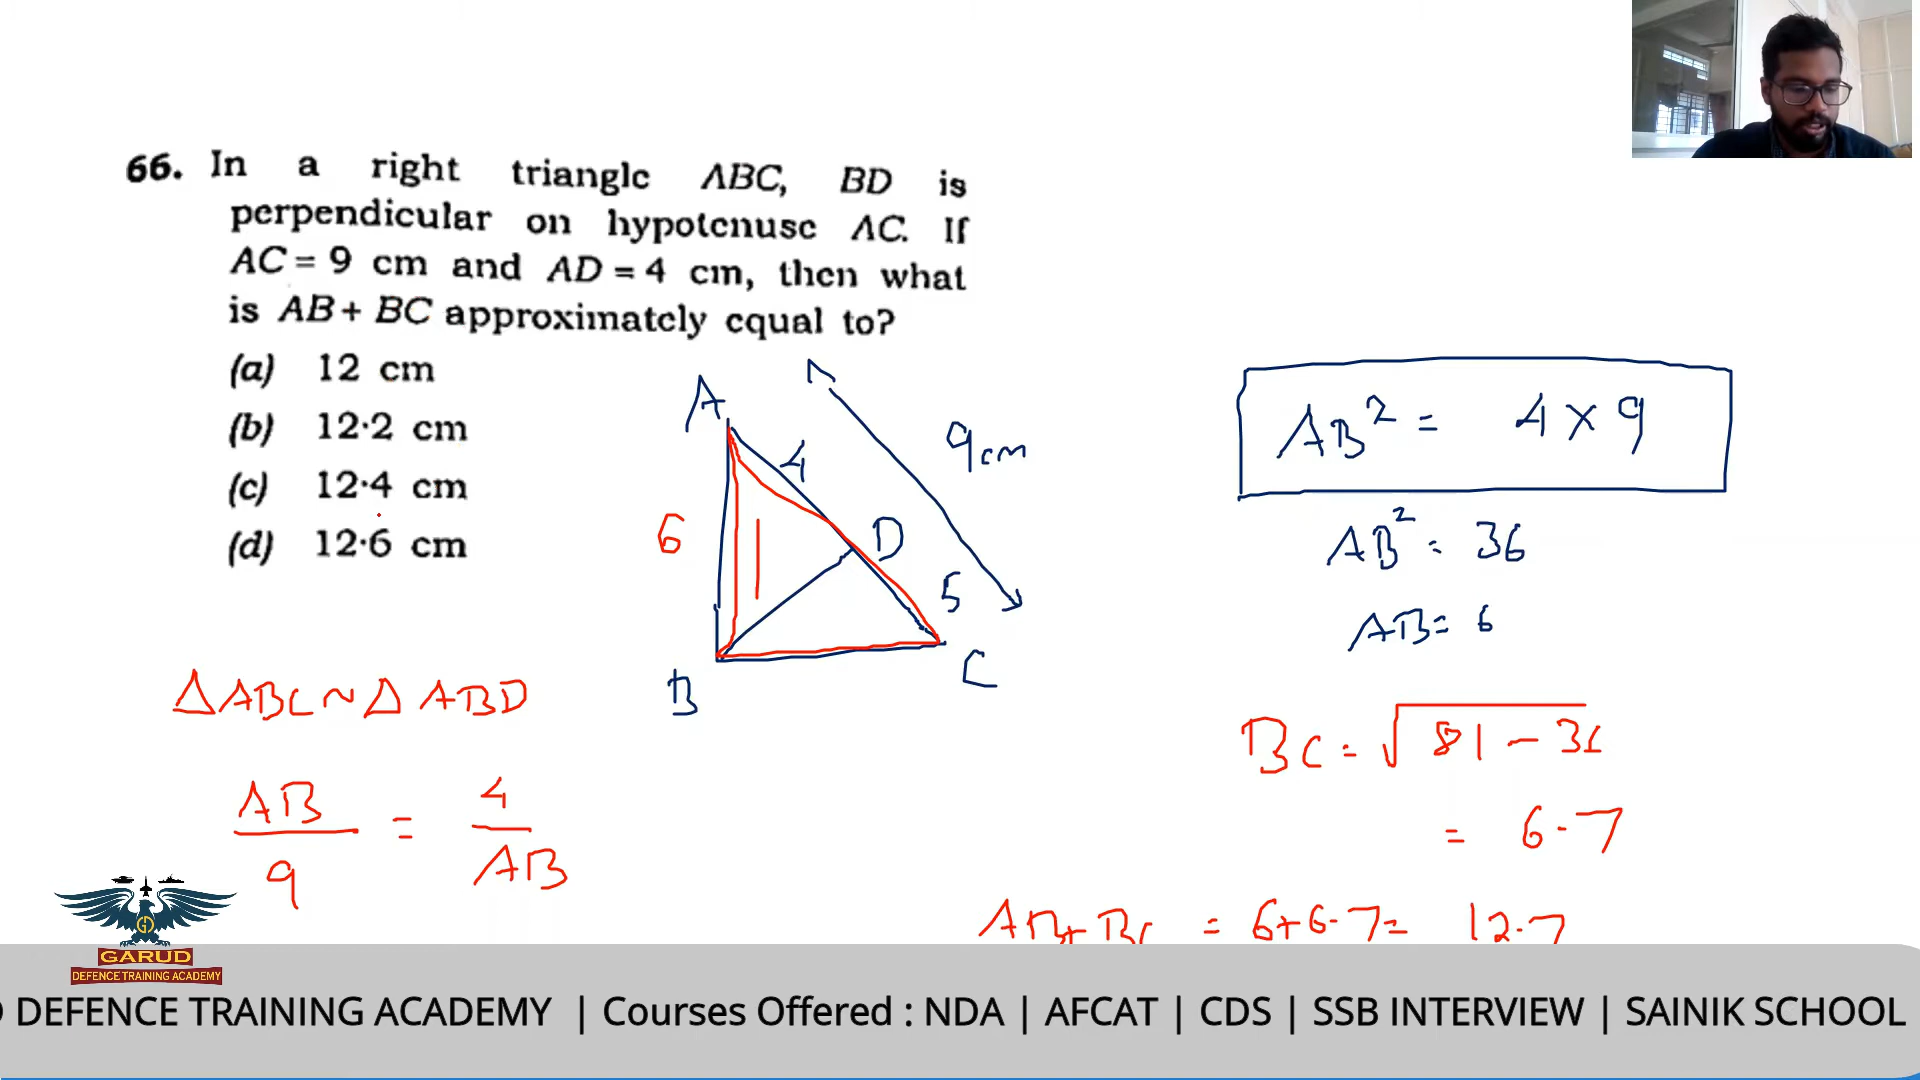 66. In a right triangle ABC, BD is
perpendicular on hypotenuse AC. If
AC = 9 cm and AD = 4 cm, then what
is AB + BC approximately equal to?
(a) 12 cm
(b) 12·2 cm
(c) 12·4 cm
(d) 12·6 cm
A
4
9cm
6
D
5
B
C
AB² = 4 × 9
AB² = 36
AB = 6
△ABC ~ △ABD
AB/9 = 4/AB
BC = √81 - 36
= 6.7
AB + BC = 6+6.7 = 12.7
GARUD
DEFENCE TRAINING ACADEMY
DEFENCE TRAINING ACADEMY | Courses Offered : NDA | AFCAT | CDS | SSB INTERVIEW | SAINIK SCHOOL